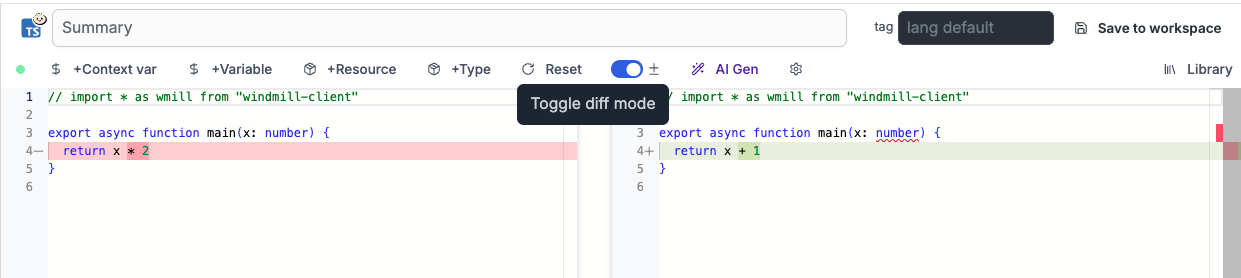 TS Summary tag lang default Save to workspace
$ +Context var $ +Variable +Resource +Type Reset ± AI Gen Library
Toggle diff mode
1 // import * as wmill from "windmill-client"
2
3 export async function main(x: number) {
4− return x * 2
5 }
6
/ import * as wmill from "windmill-client"
3 export async function main(x: number) {
4+ return x + 1
5 }
6